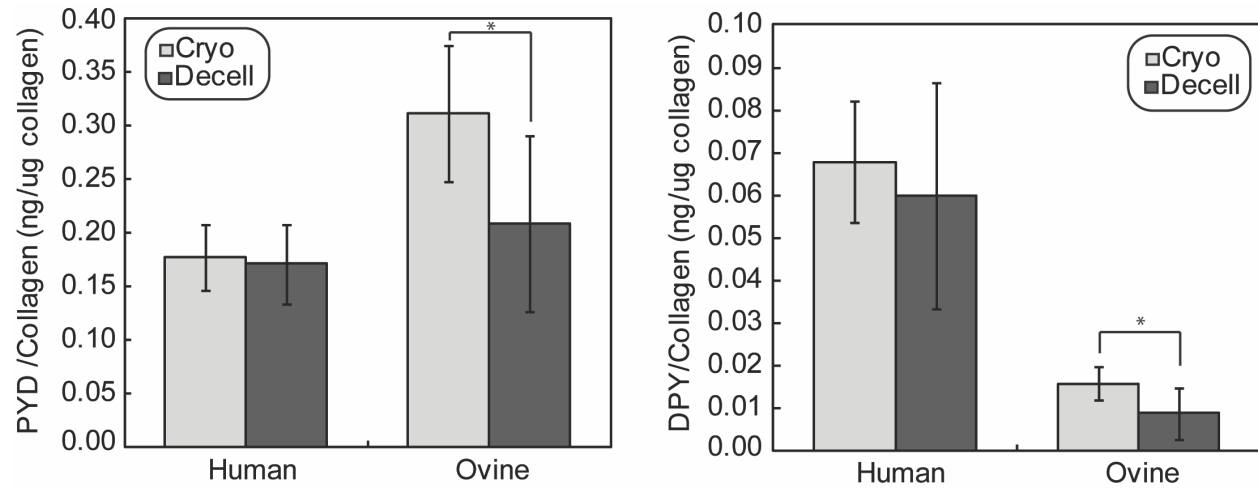 PYD /Collagen (ng/ug collagen)
0.40
0.35
0.30
0.25
0.20
0.15
0.10
0.05
0.00
Cryo
Decell
*
Human Ovine
DPY/Collagen (ng/ug collagen)
0.10
0.09
0.08
0.07
0.06
0.05
0.04
0.03
0.02
0.01
0.00
Cryo
Decell
*
Human Ovine